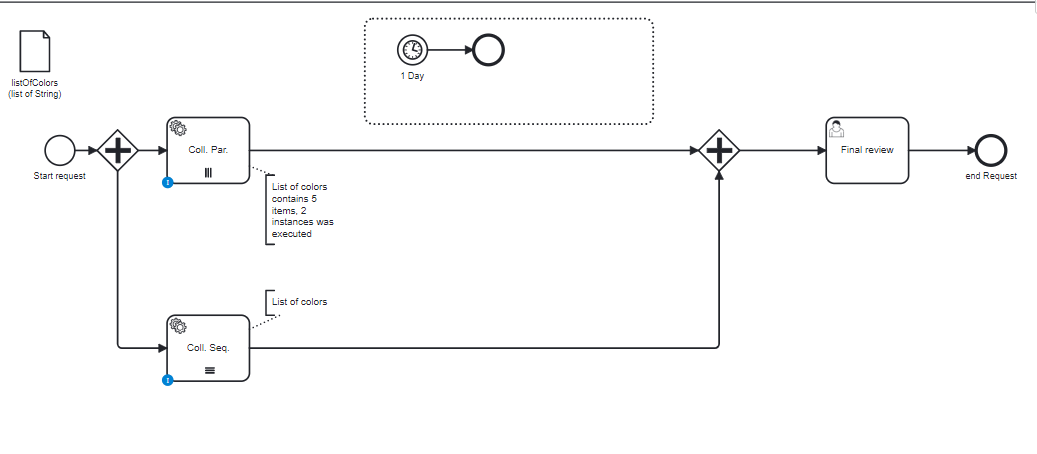 listOfColors
(list of String)
1 Day
Start request
Coll. Par.
List of colors
contains 5
items, 2
instances was
executed
Final review
end Request
List of colors
Coll. Seq.